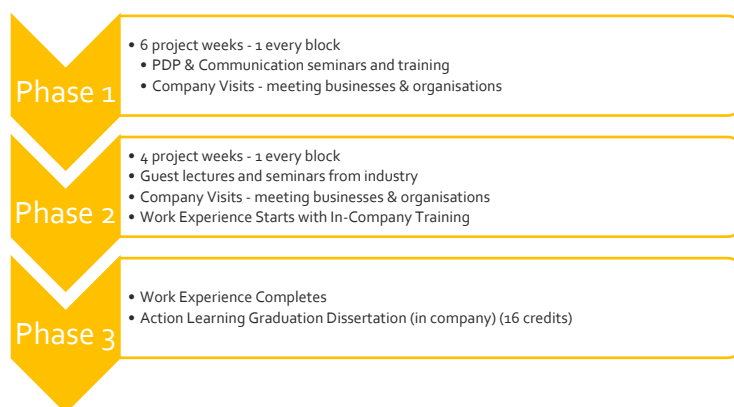 Phase 1
• 6 project weeks - 1 every block
• PDP & Communication seminars and training
• Company Visits - meeting businesses & organisations
Phase 2
• 4 project weeks - 1 every block
• Guest lectures and seminars from industry
• Company Visits - meeting businesses & organisations
• Work Experience Starts with In-Company Training
Phase 3
• Work Experience Completes
• Action Learning Graduation Dissertation (in company) (16 credits)